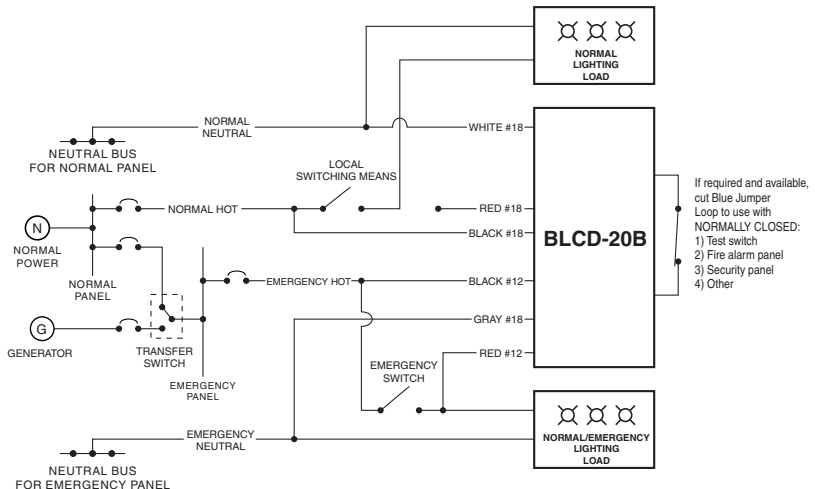 NORMAL
LIGHTING
LOAD
NORMAL
NEUTRAL
WHITE #18
NEUTRAL BUS
FOR NORMAL PANEL
LOCAL
SWITCHING MEANS
If required and available,
cut Blue Jumper
Loop to use with
NORMALLY CLOSED:
1) Test switch
2) Fire alarm panel
3) Security panel
4) Other
NORMAL HOT
RED #18
N
BLACK #18
BLCD-20B
NORMAL
POWER
NORMAL
PANEL
EMERGENCY HOT
BLACK #12
GRAY #18
G
GENERATOR
TRANSFER
SWITCH
RED #12
EMERGENCY
SWITCH
EMERGENCY
PANEL
EMERGENCY
NEUTRAL
NORMAL/EMERGENCY
LIGHTING
LOAD
NEUTRAL BUS
FOR EMERGENCY PANEL